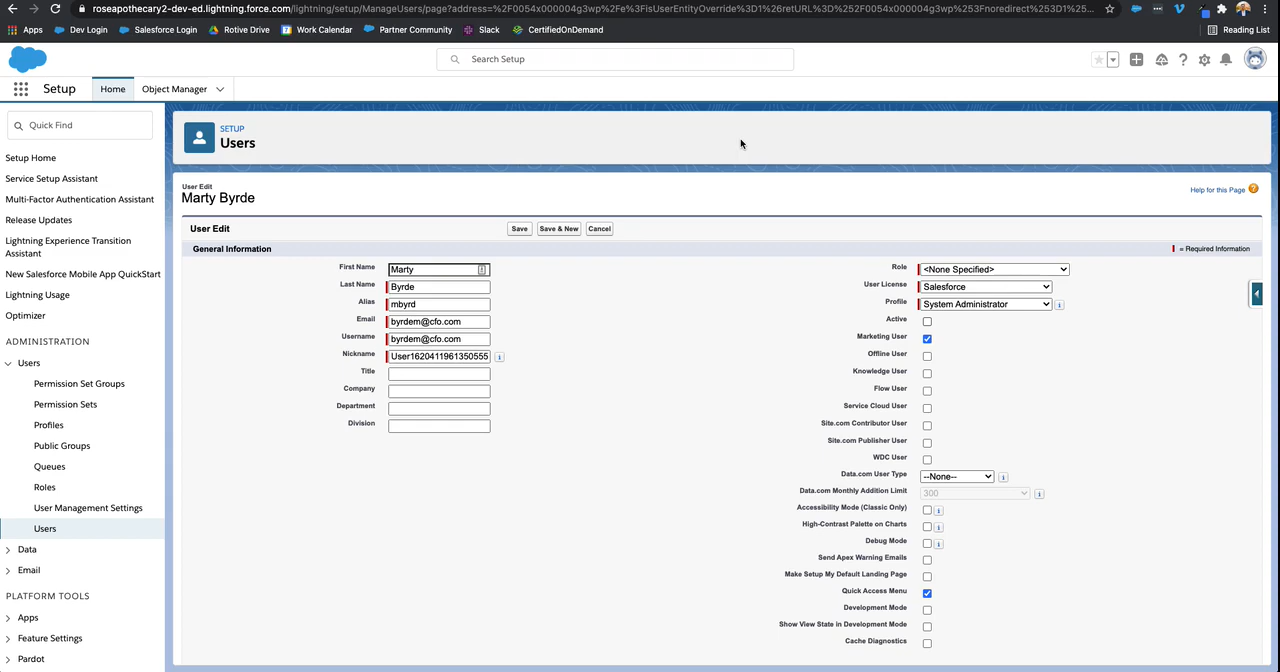 roseapothecary2-dev-ed.lightning.force.com/lightning/setup/ManageUsers/page?address=%2F0054x000004g3wp%2Fe%3FisUserEntityOverride%3D1%26retURL%3D%252F0054x000004g3wp%253Fnoredirect%253D1%25...
Apps Dev Login Salesforce Login Rotive Drive Work Calendar Partner Community Slack CertifiedOnDemand Reading List
Search Setup
Setup Home Object Manager
Quick Find
Setup Home
Service Setup Assistant
Multi-Factor Authentication Assistant
Release Updates
Lightning Experience Transition
Assistant
New Salesforce Mobile App QuickStart
Lightning Usage
Optimizer
ADMINISTRATION
Users
Permission Set Groups
Permission Sets
Profiles
Public Groups
Queues
Roles
User Management Settings
Users
Data
Email
PLATFORM TOOLS
Apps
Feature Settings
Pardot
SETUP
Users
User Edit
Marty Byrde
Help for this Page ?
User Edit Save Save & New Cancel
General Information = Required Information
First Name Marty
Last Name Byrde
Alias mbyrd
Email byrdem@cfo.com
Username byrdem@cfo.com
Nickname User1620411961350555 i
Title
Company
Department
Division
Role <None Specified>
User License Salesforce
Profile System Administrator i
Active
Marketing User
Offline User
Knowledge User
Flow User
Service Cloud User
Site.com Contributor User
Site.com Publisher User
WDC User
Data.com User Type --None-- i
Data.com Monthly Addition Limit 300 i
Accessibility Mode (Classic Only) i
High-Contrast Palette on Charts i
Debug Mode i
Send Apex Warning Emails
Make Setup My Default Landing Page
Quick Access Menu
Development Mode
Show View State in Development Mode
Cache Diagnostics